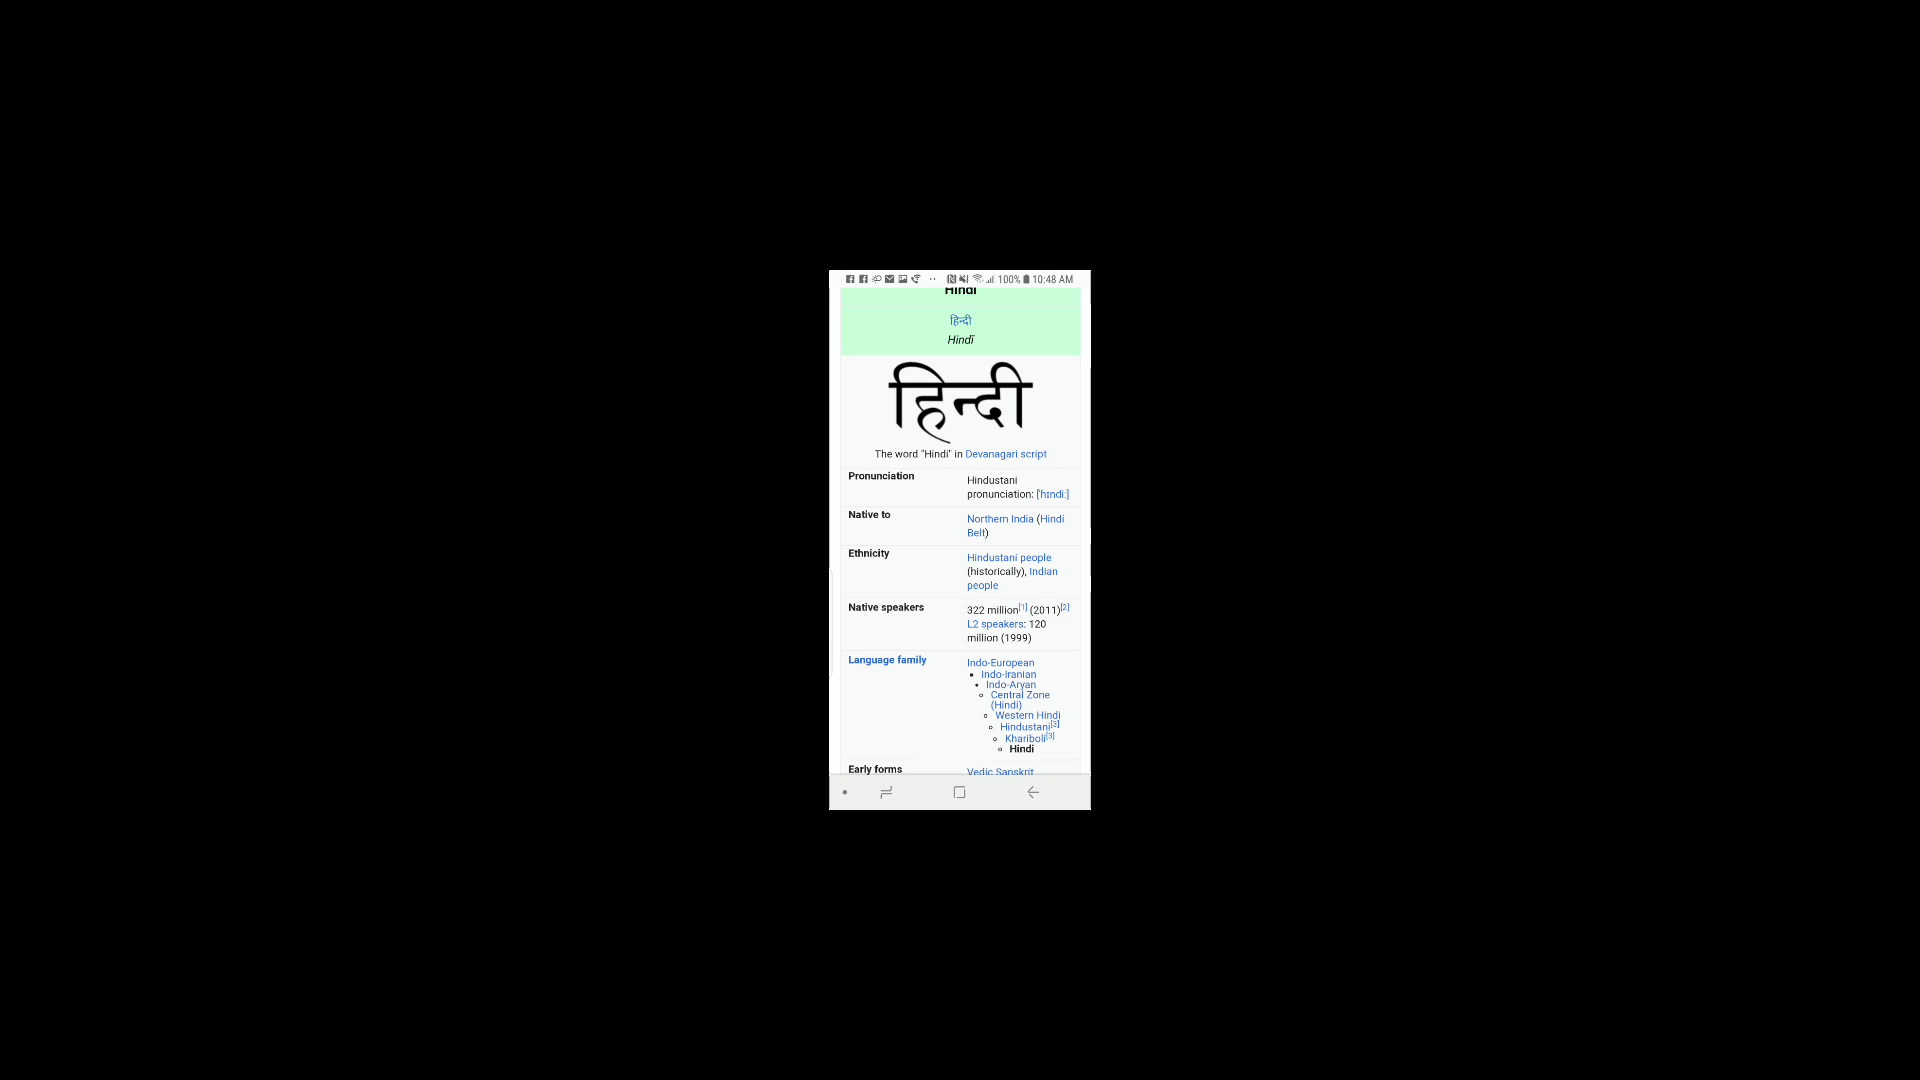 100% 10:48 AM
Hindi
हिन्दी
Hindī
हिन्दी
The word "Hindi" in Devanagari script
Pronunciation
Hindustani
pronunciation: [ˈɦɪndiː]
Native to
Northern India (Hindi
Belt)
Ethnicity
Hindustani people
(historically), Indian
people
Native speakers
322 million[1] (2011)[2]
L2 speakers: 120
million (1999)
Language family
Indo-European
Indo-Iranian
Indo-Aryan
Central Zone
(Hindi)
Western Hindi
Hindustani[3]
Khariboli[3]
Hindi
Early forms
Vedic Sanskrit